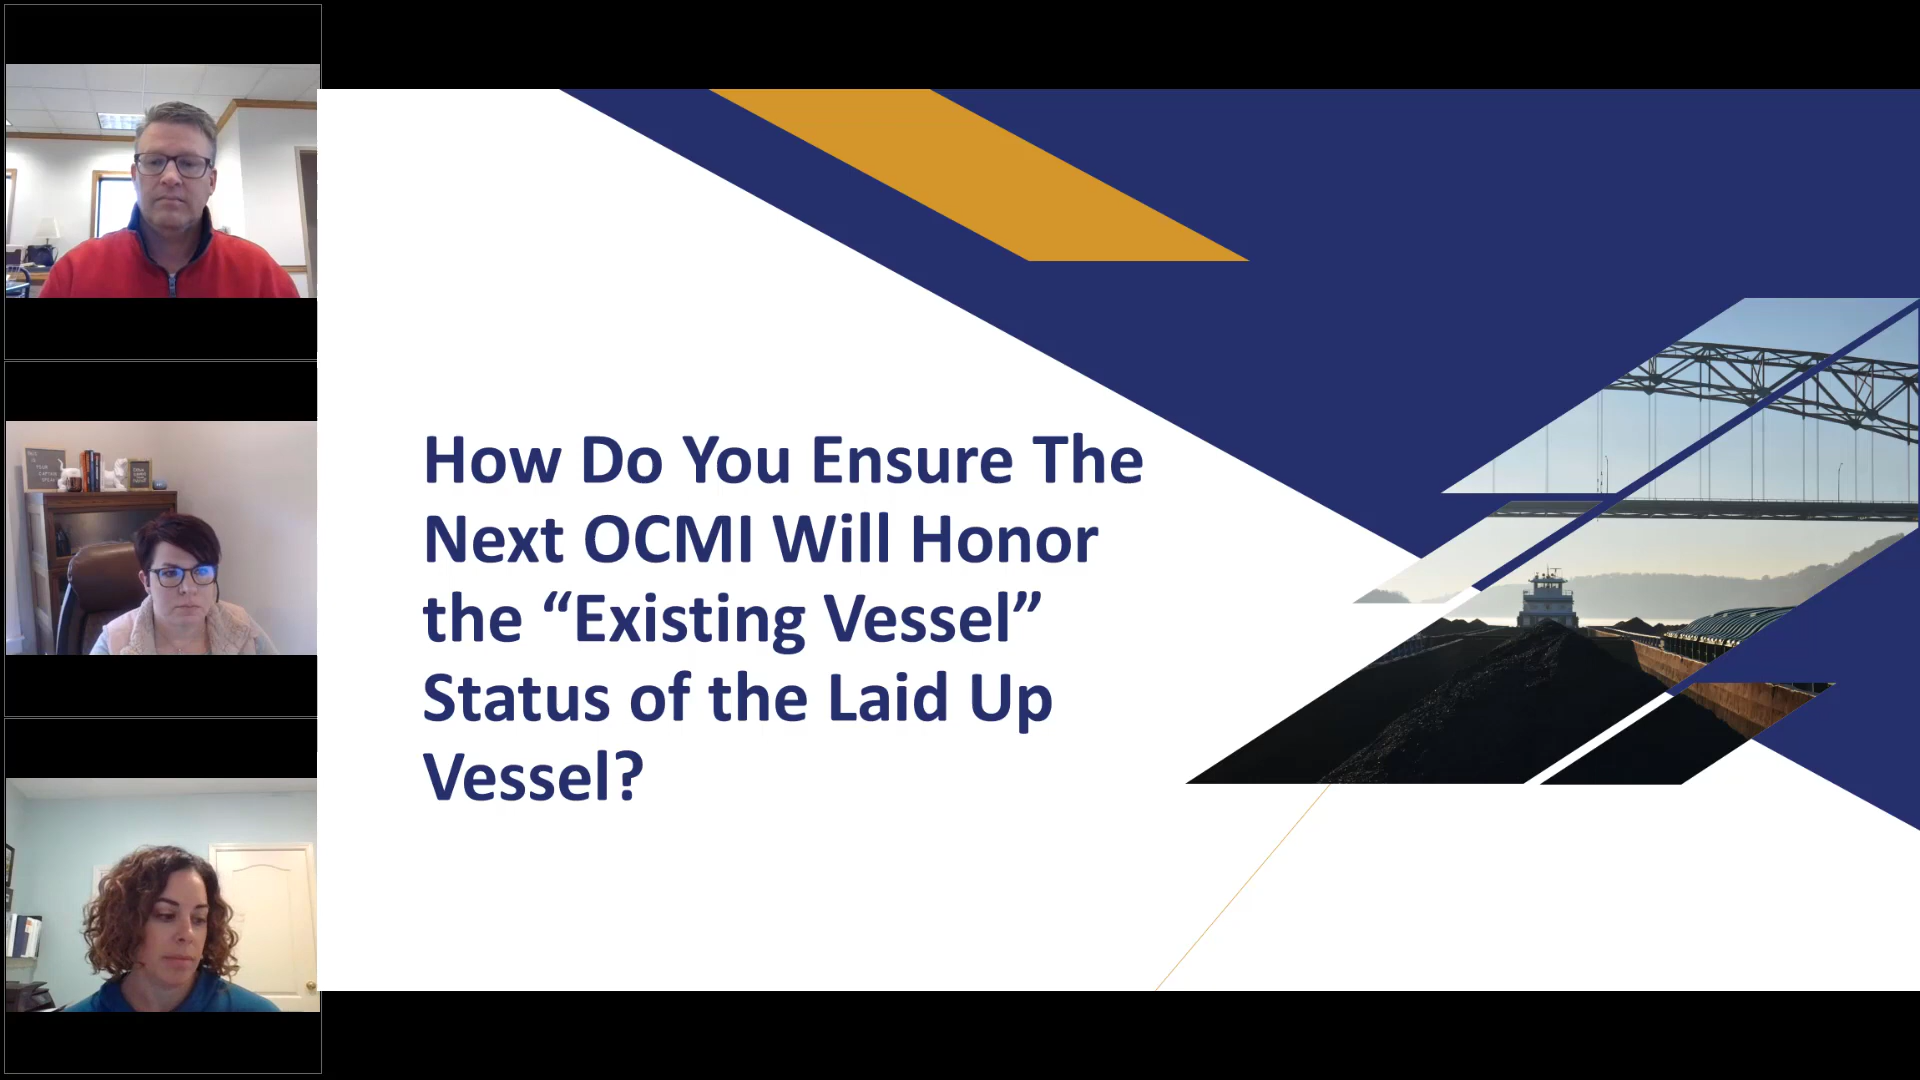 How Do You Ensure The
Next OCMI Will Honor
the “Existing Vessel”
Status of the Laid Up
Vessel?